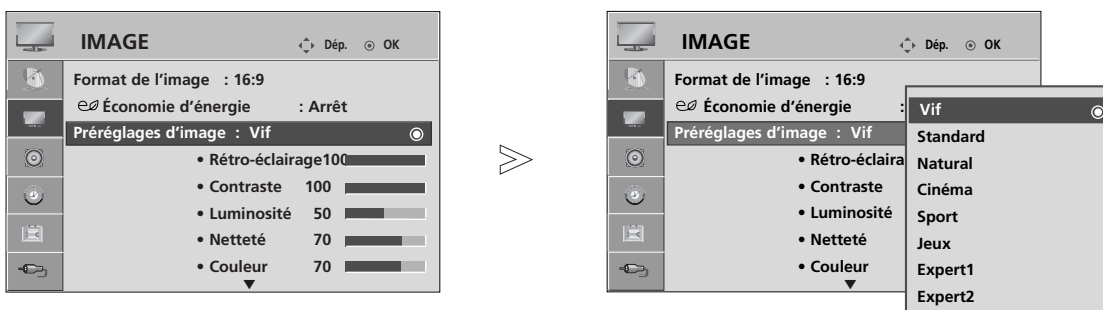 IMAGE
Dép. OK
Format de l'image : 16:9
Économie d'énergie : Arrêt
Préréglages d'image : Vif
• Rétro-éclairage100
• Contraste 100
• Luminosité 50
• Netteté 70
• Couleur 70
IMAGE
Dép. OK
Format de l'image : 16:9
Économie d'énergie :
Préréglages d'image : Vif
• Rétro-éclaira
• Contraste
• Luminosité
• Netteté
• Couleur
Vif
Standard
Natural
Cinéma
Sport
Jeux
Expert1
Expert2